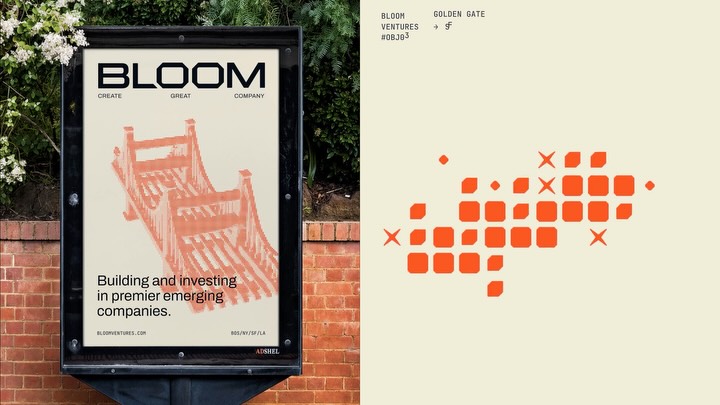 BLOOM
CREATE GREAT COMPANY
Building and investing
in premier emerging
companies.
BLOOMVENTURES.COM BOS/NY/SF/LA
ADSHEL
BLOOM
VENTURES
#OBJ03
GOLDEN GATE
→ SF